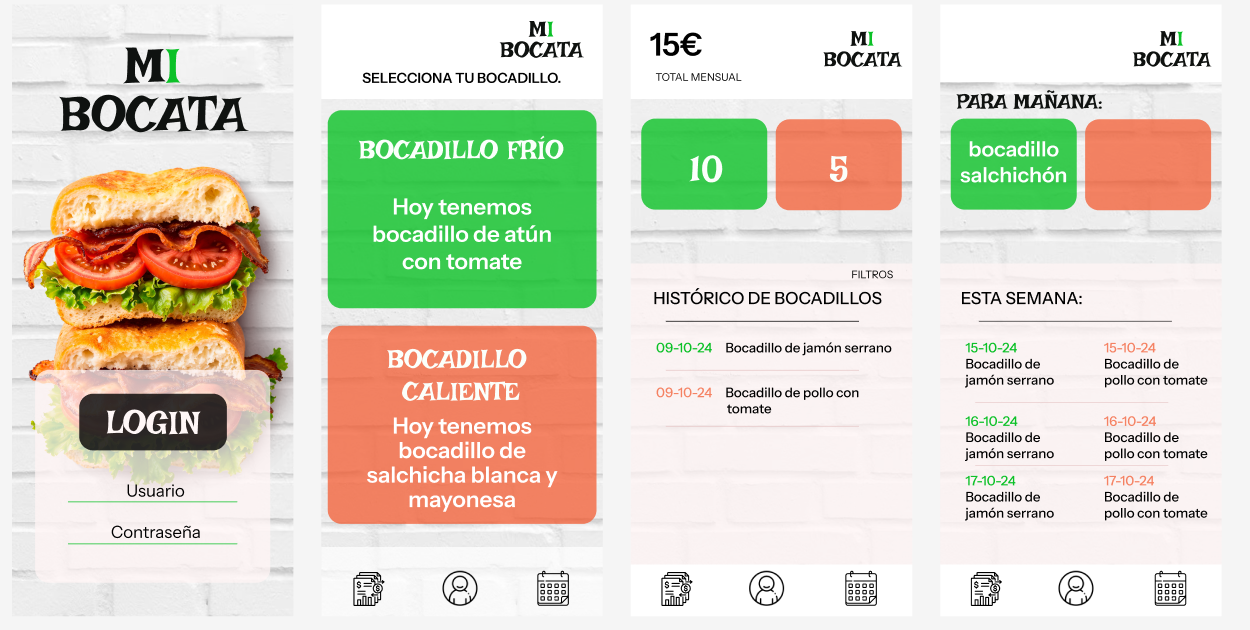 MI
BOCATA
LOGIN
Usuario
Contraseña
MI
BOCATA
SELECCIONA TU BOCADILLO.
BOCADILLO FRÍO
Hoy tenemos
bocadillo de atún
con tomate
BOCADILLO
CALIENTE
Hoy tenemos
bocadillo de
salchicha blanca y
mayonesa
15€
TOTAL MENSUAL
MI
BOCATA
10
5
FILTROS
HISTÓRICO DE BOCADILLOS
09-10-24 Bocadillo de jamón serrano
09-10-24 Bocadillo de pollo con
tomate
MI
BOCATA
PARA MAÑANA:
bocadillo
salchichón
ESTA SEMANA:
15-10-24
Bocadillo de
jamón serrano
15-10-24
Bocadillo de
pollo con tomate
16-10-24
Bocadillo de
jamón serrano
16-10-24
Bocadillo de
pollo con tomate
17-10-24
Bocadillo de
jamón serrano
17-10-24
Bocadillo de
pollo con tomate